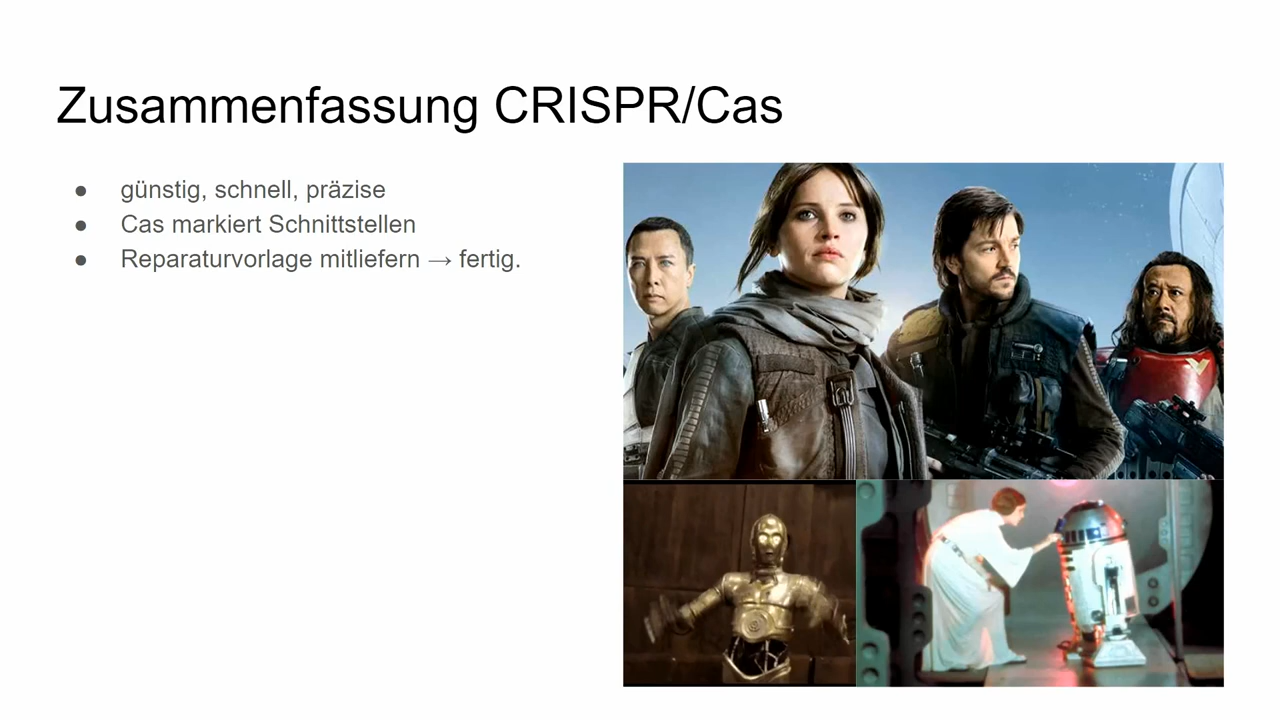 Zusammenfassung CRISPR/Cas
● günstig, schnell, präzise
● Cas markiert Schnittstellen
● Reparaturvorlage mitliefern → fertig.